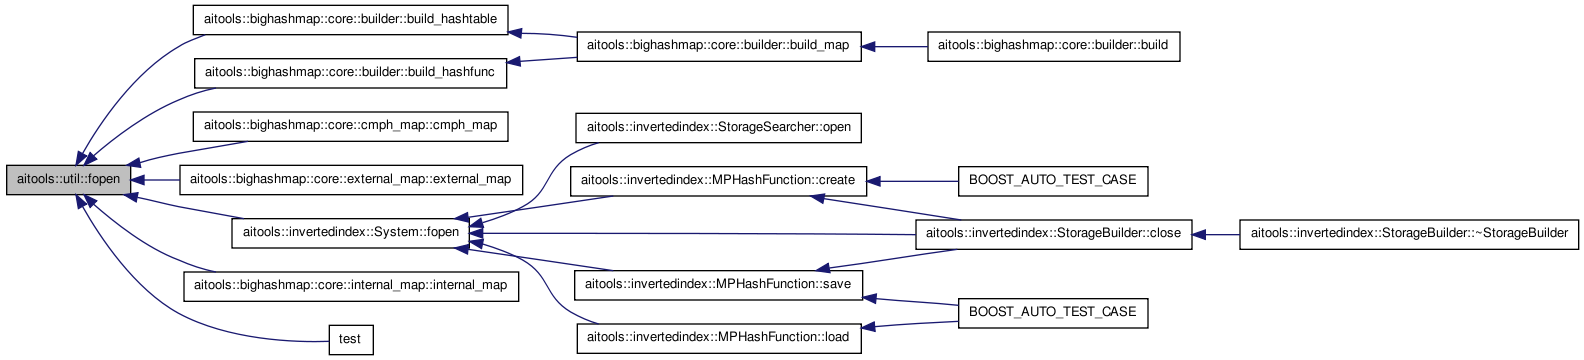 aitools::bighashmap::core::builder::build_hashtable
aitools::bighashmap::core::builder::build_map
aitools::bighashmap::core::builder::build
aitools::bighashmap::core::builder::build_hashfunc
aitools::bighashmap::core::cmph_map::cmph_map
aitools::invertedindex::StorageSearcher::open
aitools::util::fopen
aitools::bighashmap::core::external_map::external_map
aitools::invertedindex::MPHashFunction::create
BOOST_AUTO_TEST_CASE
aitools::invertedindex::System::fopen
aitools::invertedindex::StorageBuilder::close
aitools::invertedindex::StorageBuilder::~StorageBuilder
aitools::bighashmap::core::internal_map::internal_map
aitools::invertedindex::MPHashFunction::save
BOOST_AUTO_TEST_CASE
test
aitools::invertedindex::MPHashFunction::load